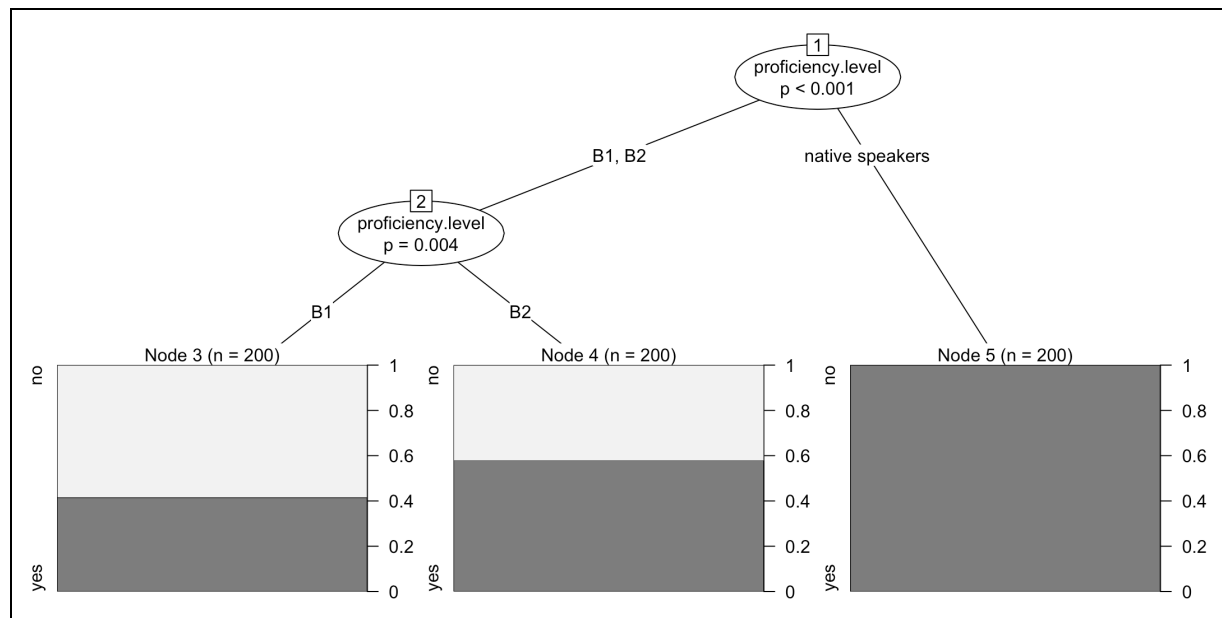 1
proficiency.level
p < 0.001
B1, B2
native speakers
2
proficiency.level
p = 0.004
B1
B2
Node 3 (n = 200)
no
yes
1
0.8
0.6
0.4
0.2
0
Node 4 (n = 200)
no
yes
1
0.8
0.6
0.4
0.2
0
Node 5 (n = 200)
no
yes
1
0.8
0.6
0.4
0.2
0